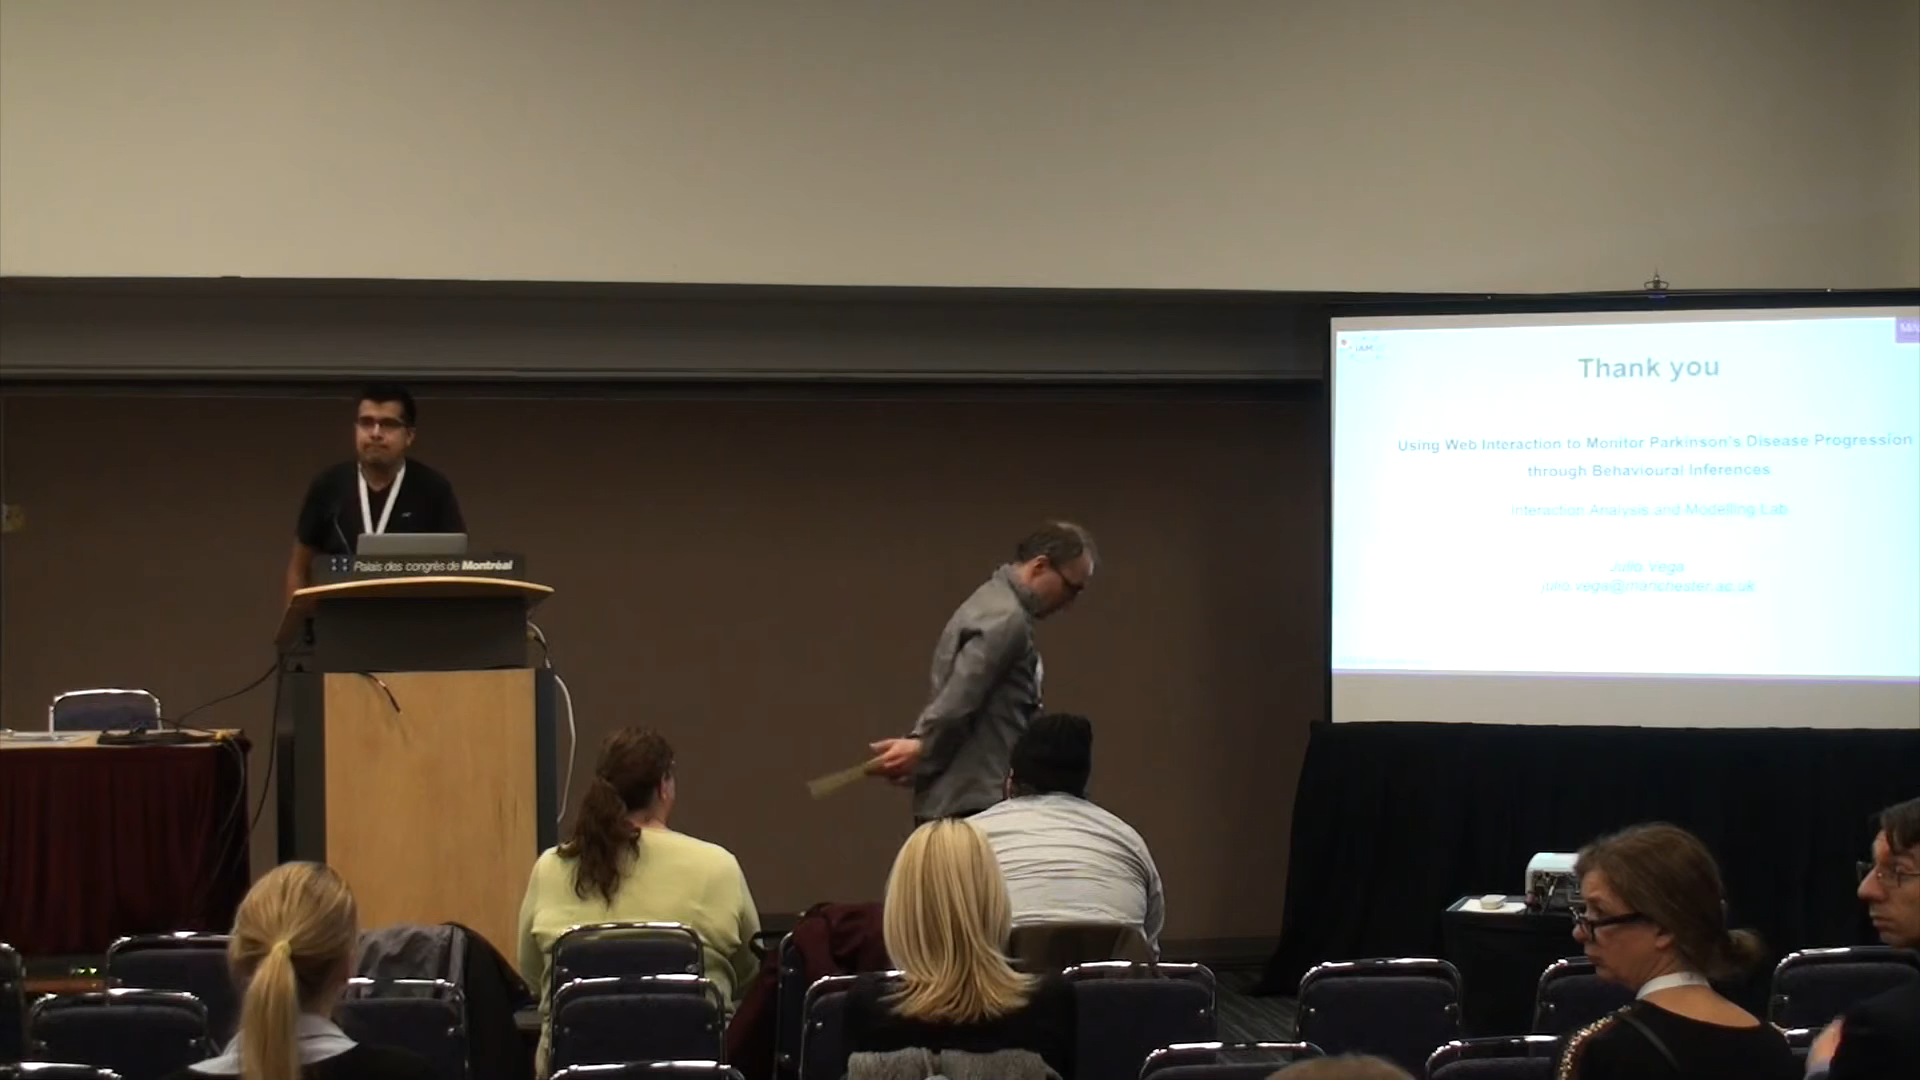 Palais des congrès de Montréal
IAM
Thank you
Using Web Interaction to Monitor Parkinson's Disease Progression
through Behavioural Inferences
Interaction Analysis and Modelling Lab
Julio Vega
julio.vega@manchester.ac.uk